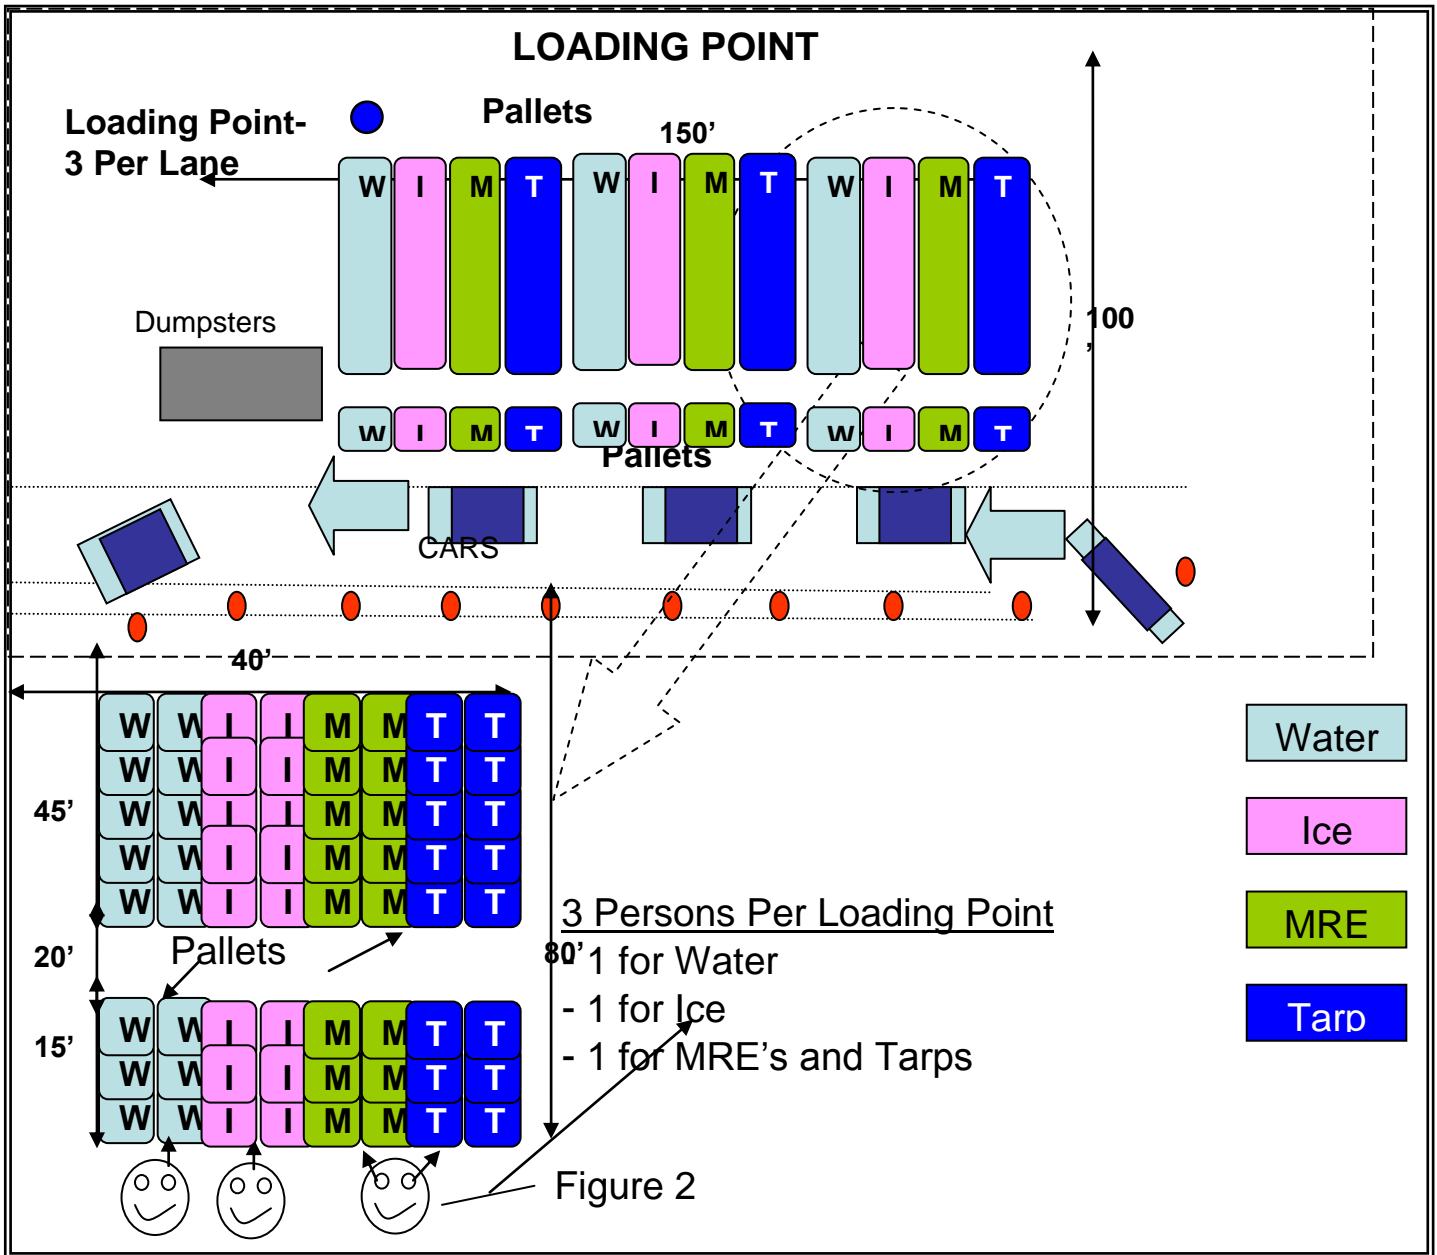 LOADING POINT
Loading Point-
3 Per Lane
Pallets
150’
W I M T W I M T W I M T
Dumpsters
100
’
W I M T W I M T W I M T
Pallets
CARS
40’
W W I I M M T T
W W I I M M T T
W W I I M M T T
W W I I M M T T
W W I I M M T T
45’
20’
Pallets
80’
15’
W W I I M M T T
W W I I M M T T
W W I I M M T T
3 Persons Per Loading Point
- 1 for Water
- 1 for Ice
- 1 for MRE’s and Tarps
Figure 2
Water
Ice
MRE
Tarp